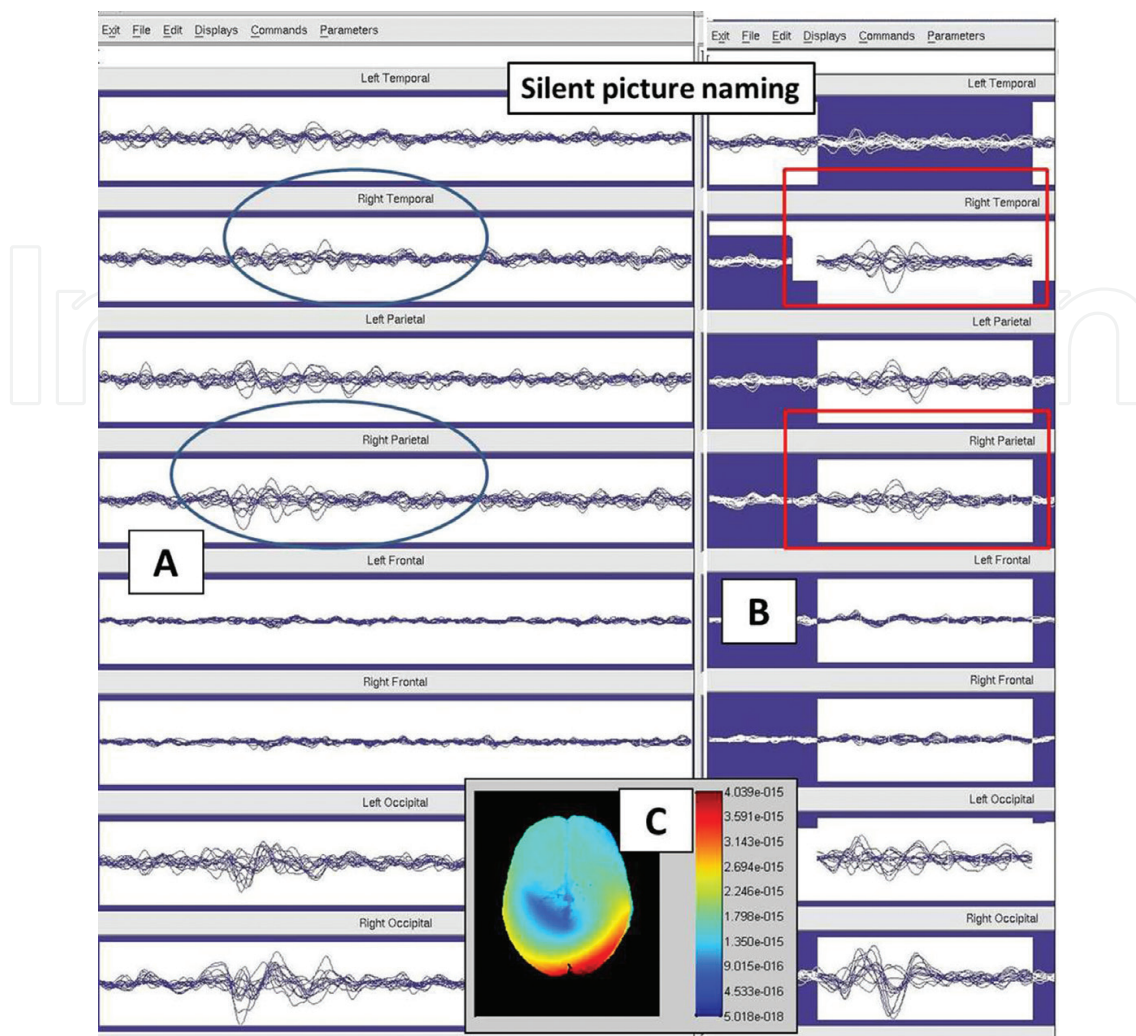 Exit File Edit Displays Commands Parameters
Left Temporal
Right Temporal
Left Parietal
Right Parietal
A
Left Frontal
Right Frontal
Left Occipital
Right Occipital
Silent picture naming
Exit File Edit Displays Commands Parameters
Left Temporal
Right Temporal
Left Parietal
Right Parietal
Left Frontal
B
Right Frontal
Left Occipital
Right Occipital
C
4.039e-015
3.591e-015
3.143e-015
2.694e-015
2.246e-015
1.798e-015
1.350e-015
9.015e-016
4.533e-016
5.018e-018